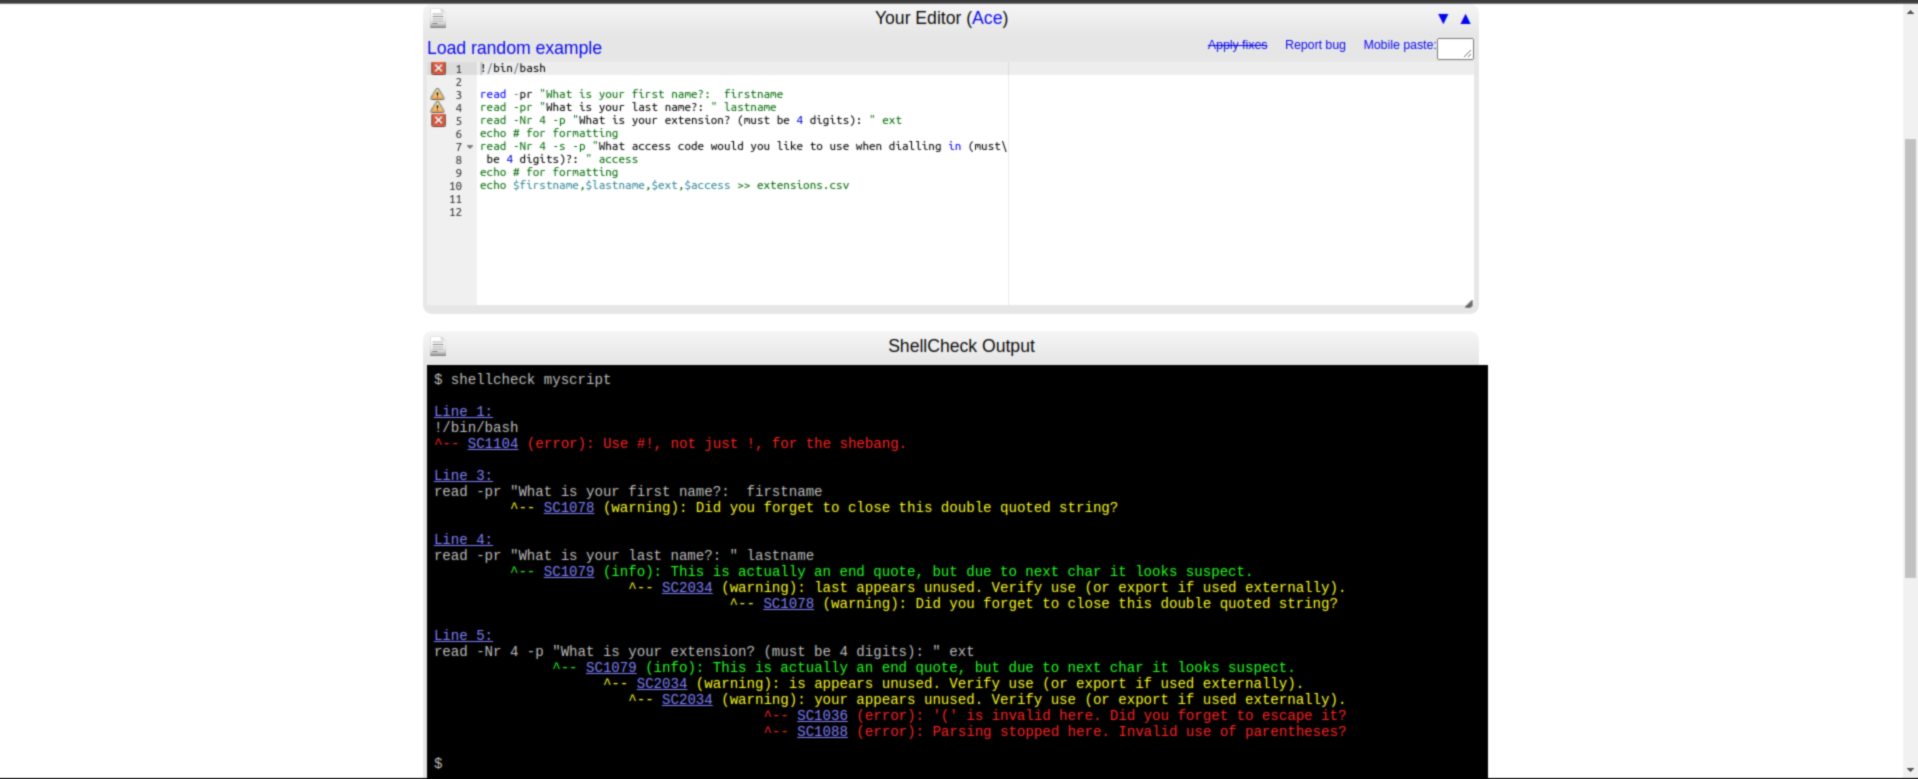 Your Editor (Ace) ▼ ▲
Load random example Apply fixes Report bug Mobile paste:
1 !/bin/bash
2
3 read -pr "What is your first name?:  firstname
4 read -pr "What is your last name?: " lastname
5 read -Nr 4 -p "What is your extension? (must be 4 digits): " ext
6 echo # for formatting
7 read -Nr 4 -s -p "What access code would you like to use when dialling in (must\
8  be 4 digits)?: " access
9 echo # for formatting
10 echo $firstname,$lastname,$ext,$access >> extensions.csv
11
12
ShellCheck Output
$ shellcheck myscript
Line 1:
!/bin/bash
^-- SC1104 (error): Use #!, not just !, for the shebang.
Line 3:
read -pr "What is your first name?:  firstname
^-- SC1078 (warning): Did you forget to close this double quoted string?
Line 4:
read -pr "What is your last name?: " lastname
^-- SC1079 (info): This is actually an end quote, but due to next char it looks suspect.
^-- SC2034 (warning): last appears unused. Verify use (or export if used externally).
^-- SC1078 (warning): Did you forget to close this double quoted string?
Line 5:
read -Nr 4 -p "What is your extension? (must be 4 digits): " ext
^-- SC1079 (info): This is actually an end quote, but due to next char it looks suspect.
^-- SC2034 (warning): is appears unused. Verify use (or export if used externally).
^-- SC2034 (warning): your appears unused. Verify use (or export if used externally).
^-- SC1036 (error): '(' is invalid here. Did you forget to escape it?
^-- SC1088 (error): Parsing stopped here. Invalid use of parentheses?
$